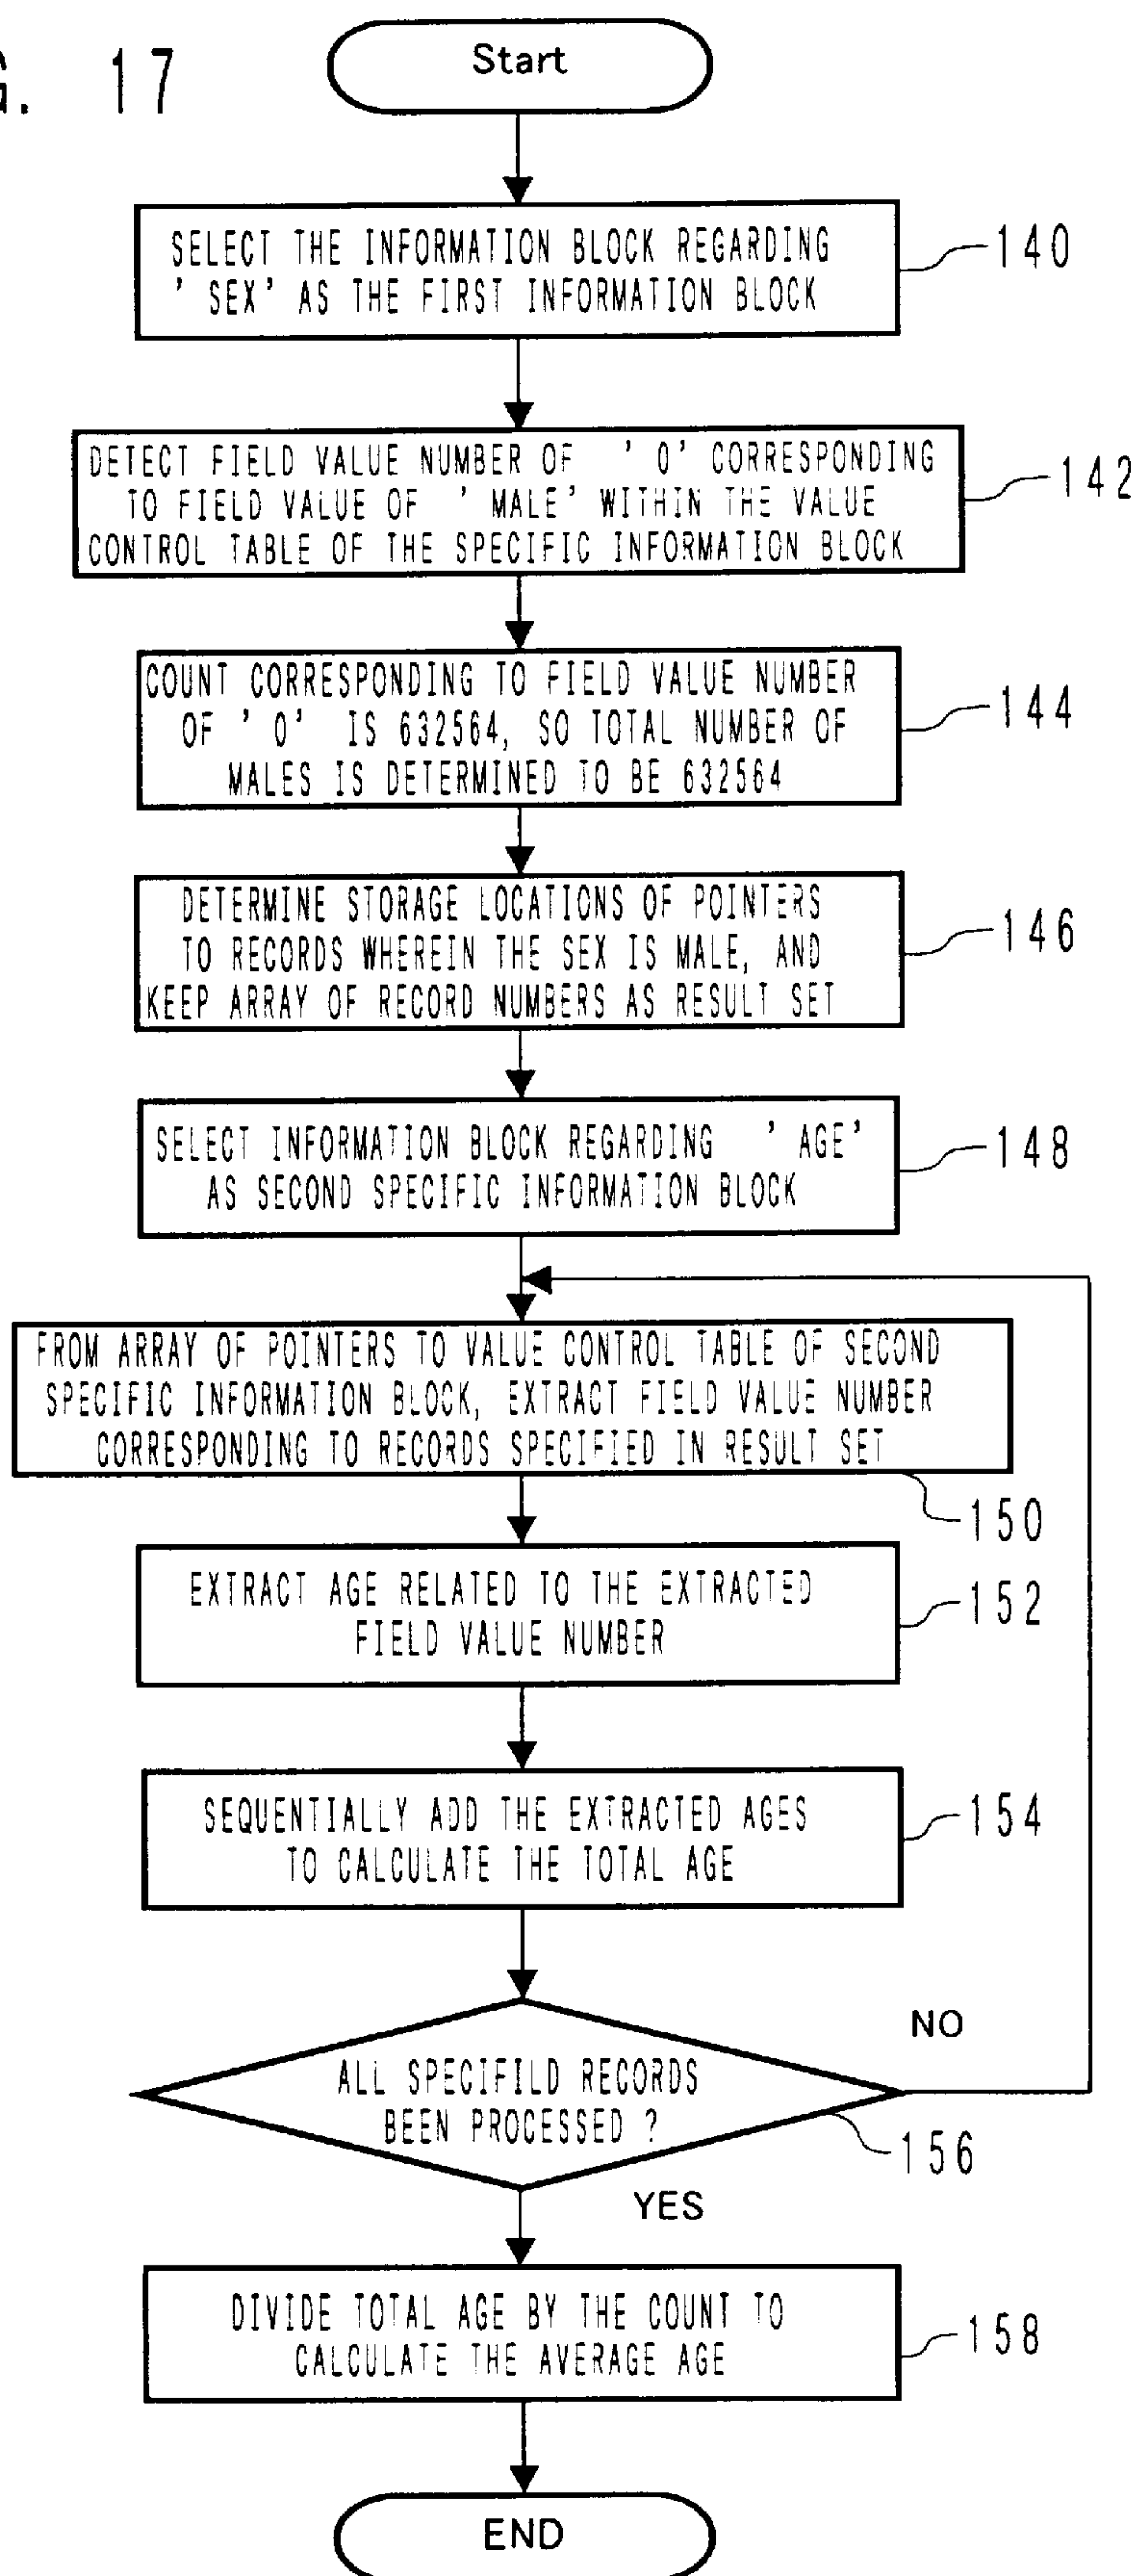 G. 17
Start
SELECT THE INFORMATION BLOCK REGARDING
' SEX' AS THE FIRST INFORMATION BLOCK
140
DETECT FIELD VALUE NUMBER OF ' 0' CORRESPONDING
TO FIELD VALUE OF ' MALE' WITHIN THE VALUE
CONTROL TABLE OF THE SPECIFIC INFORMATION BLOCK
142
COUNT CORRESPONDING TO FIELD VALUE NUMBER
OF ' 0' IS 632564, SO TOTAL NUMBER OF
MALES IS DETERMINED TO BE 632564
144
DETERMINE STORAGE LOCATIONS OF POINTERS
TO RECORDS WHEREIN THE SEX IS MALE, AND
KEEP ARRAY OF RECORD NUMBERS AS RESULT SET
146
SELECT INFORMATION BLOCK REGARDING ' AGE'
AS SECOND SPECIFIC INFORMATION BLOCK
148
FROM ARRAY OF POINTERS TO VALUE CONTROL TABLE OF SECOND
SPECIFIC INFORMATION BLOCK, EXTRACT FIELD VALUE NUMBER
CORRESPONDING TO RECORDS SPECIFIED IN RESULT SET
150
EXTRACT AGE RELATED TO THE EXTRACTED
FIELD VALUE NUMBER
152
SEQUENTIALLY ADD THE EXTRACTED AGES
TO CALCULATE THE TOTAL AGE
154
NO
ALL SPECIFILD RECORDS
BEEN PROCESSED ?
156
YES
DIVIDE TOTAL AGE BY THE COUNT TO
CALCULATE THE AVERAGE AGE
158
END